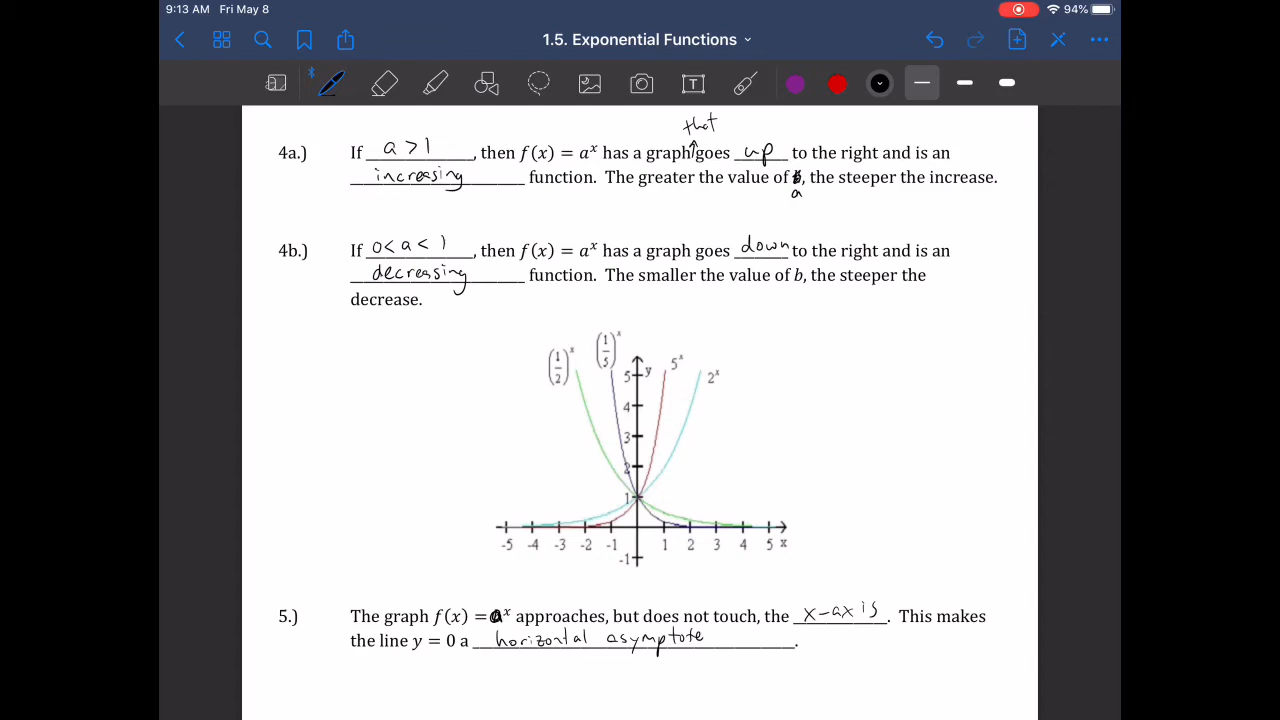 9:13 AM Fri May 8 94%
1.5. Exponential Functions
T
that
4a.) If a > 1, then f(x) = aˣ has a graph goes up to the right and is an
increasing function. The greater the value of a, the steeper the increase.
4b.) If 0 < a < 1, then f(x) = aˣ has a graph goes down to the right and is an
decreasing function. The smaller the value of b, the steeper the
decrease.
(1/2)ˣ (1/5)ˣ 5ˣ 2ˣ
y
5
4
3
2
1
-5 -4 -3 -2 -1 1 2 3 4 5 x
-1
5.) The graph f(x) = aˣ approaches, but does not touch, the x-axis. This makes
the line y = 0 a horizontal asymptote.